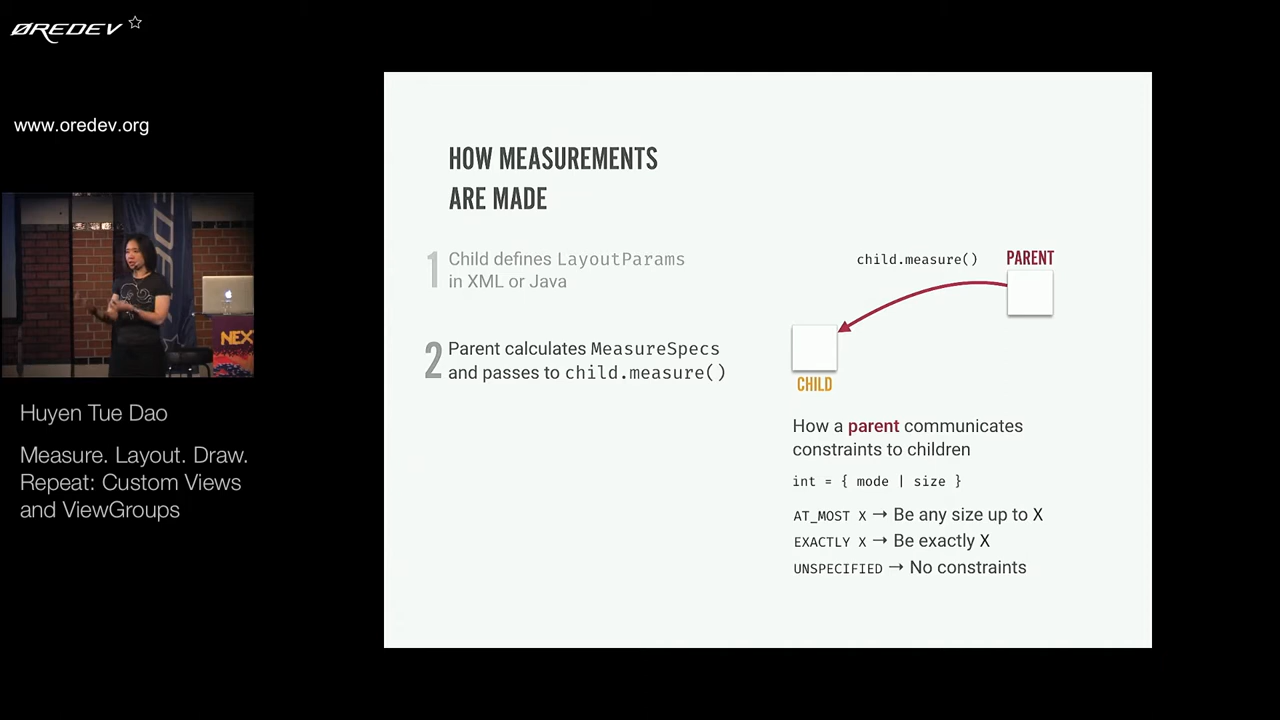 ØREDEV
www.oredev.org
NEX
Huyen Tue Dao
Measure. Layout. Draw.
Repeat: Custom Views
and ViewGroups
HOW MEASUREMENTS
ARE MADE
1 Child defines LayoutParams
in XML or Java
2 Parent calculates MeasureSpecs
and passes to child.measure()
child.measure()
PARENT
CHILD
How a parent communicates
constraints to children
int = { mode | size }
AT_MOST X → Be any size up to X
EXACTLY X → Be exactly X
UNSPECIFIED → No constraints